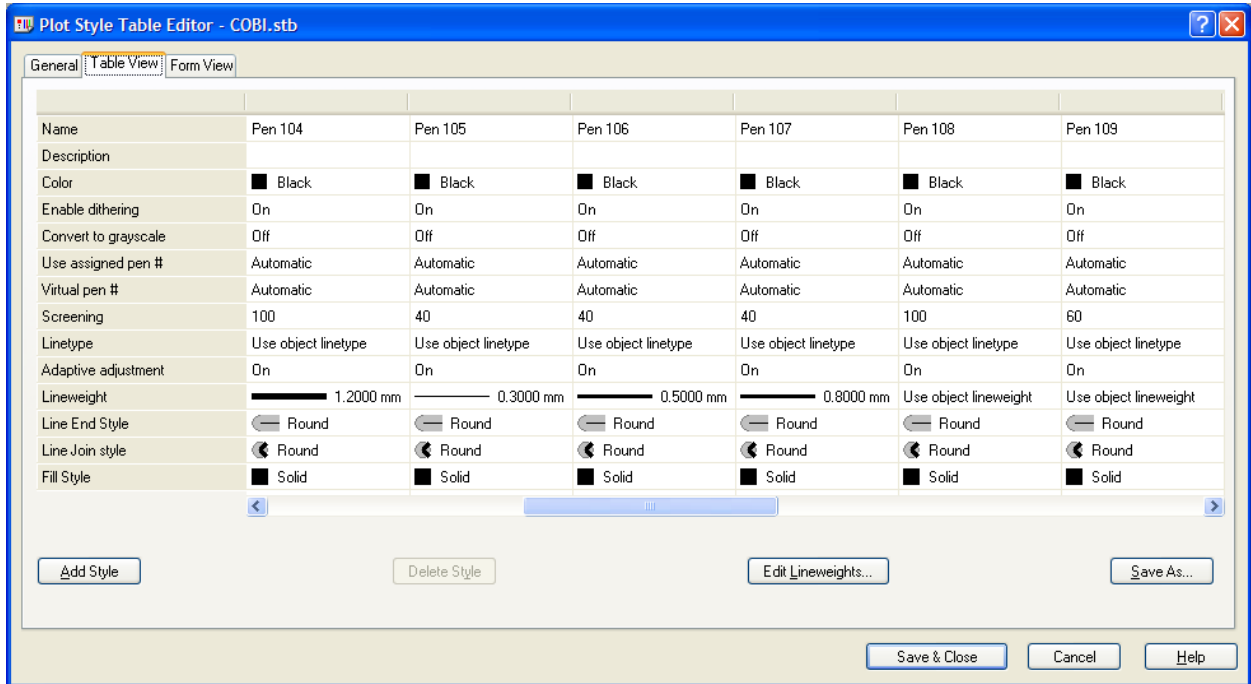 Plot Style Table Editor - COBI.stb
General Table View Form View
Name Pen 104 Pen 105 Pen 106 Pen 107 Pen 108 Pen 109
Description
Color Black Black Black Black Black Black
Enable dithering On On On On On On
Convert to grayscale Off Off Off Off Off Off
Use assigned pen # Automatic Automatic Automatic Automatic Automatic Automatic
Virtual pen # Automatic Automatic Automatic Automatic Automatic Automatic
Screening 100 40 40 40 100 60
Linetype Use object linetype Use object linetype Use object linetype Use object linetype Use object linetype Use object linetype
Adaptive adjustment On On On On On On
Lineweight 1.2000 mm 0.3000 mm 0.5000 mm 0.8000 mm Use object lineweight Use object lineweight
Line End Style Round Round Round Round Round Round
Line Join style Round Round Round Round Round Round
Fill Style Solid Solid Solid Solid Solid Solid
Add Style Delete Style Edit Lineweights... Save As...
Save & Close Cancel Help